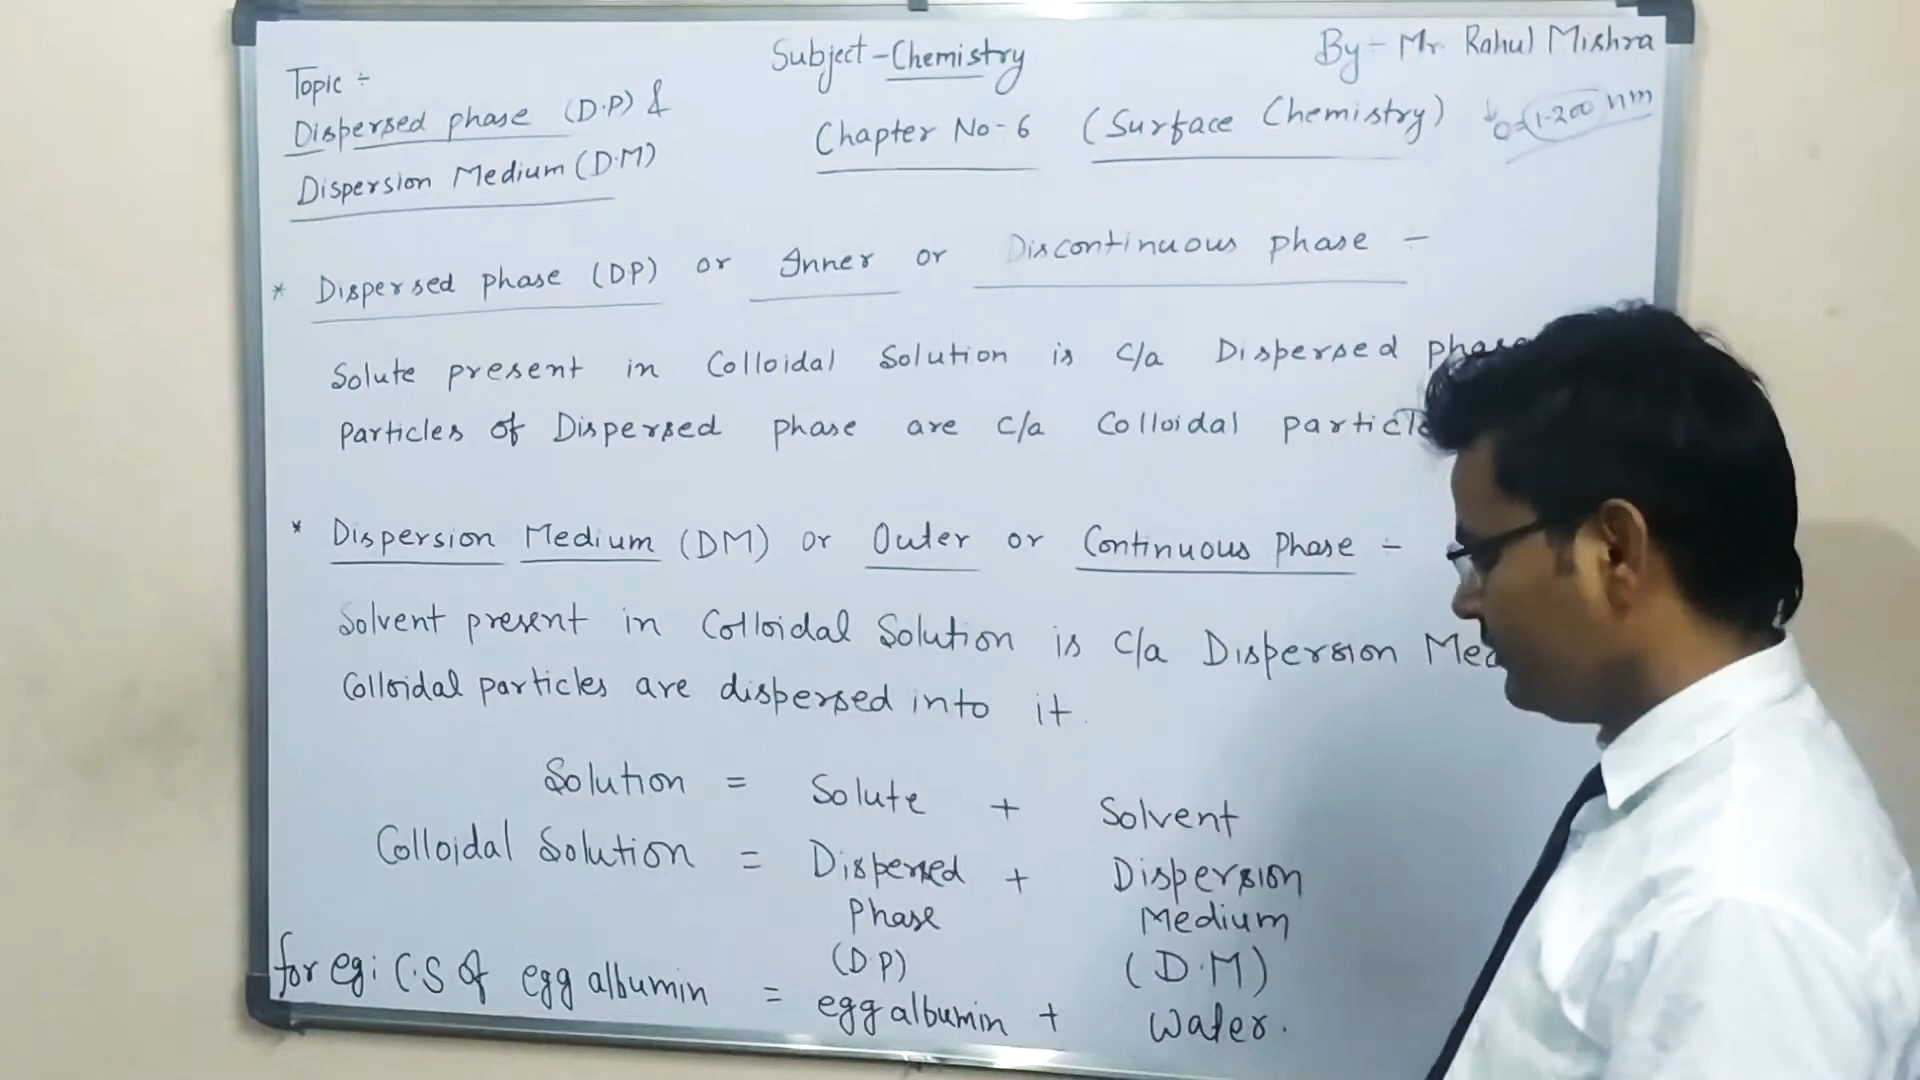 Subject - Chemistry
By - Mr. Rahul Mishra
Topic :-
Dispersed phase (D.P) &
Dispersion Medium (D.M)
Chapter No - 6 (Surface Chemistry)
1-200 nm
* Dispersed phase (DP) or Inner or Discontinuous phase -
Solute present in Colloidal Solution is c/a Dispersed phase
particles of Dispersed phase are c/a Colloidal
* Dispersion Medium (DM) or Outer or Continuous Phase -
Solvent present in Colloidal Solution is c/a Dispersion
Colloidal particles are dispersed into it.
Solution = Solute + Solvent
Colloidal Solution = Dispersed + Dispersion
Phase Medium
(D.P) (D.M)
for eg: C.S of egg albumin = egg albumin + Water.